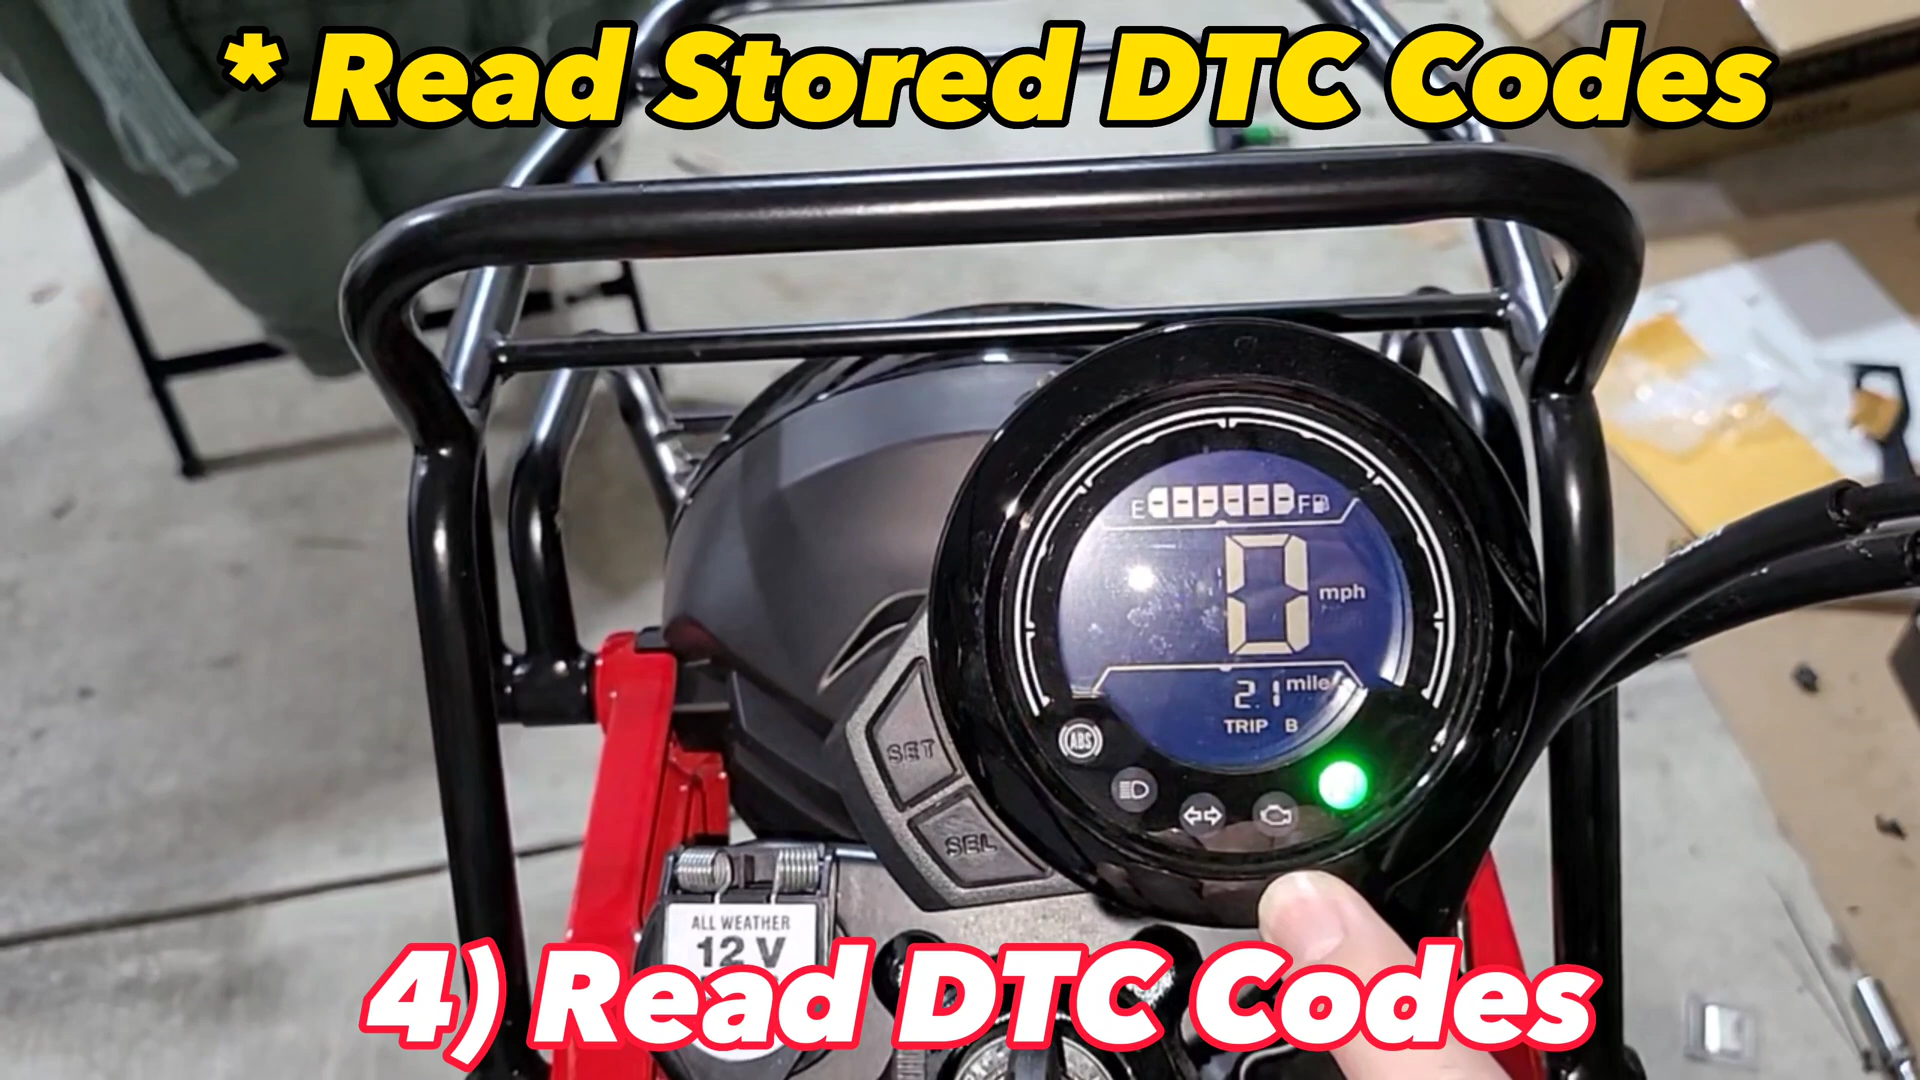 * Read Stored DTC Codes
E F
0 mph
2.1 mile
TRIP B
ABS
SET
SEL
ALL WEATHER
12 V
4) Read DTC Codes